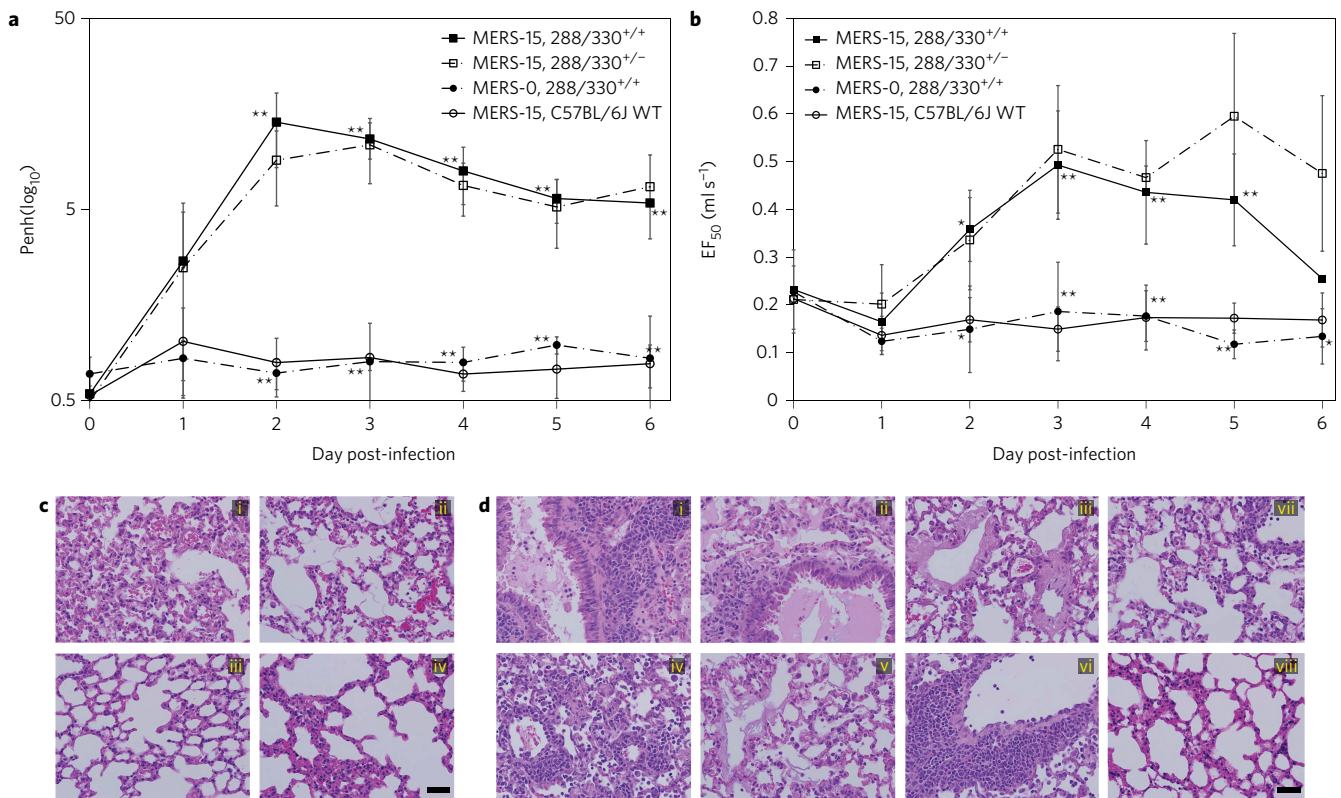 a
50
5
0.5
Penh(log10)
MERS-15, 288/330+/+
MERS-15, 288/330+/−
MERS-0, 288/330+/+
MERS-15, C57BL/6J WT
**
**
**
**
**
**
**
**
**
**
0
1
2
3
4
5
6
Day post-infection
b
0.8
0.7
0.6
0.5
0.4
0.3
0.2
0.1
0
EF50 (ml s−1)
MERS-15, 288/330+/+
MERS-15, 288/330+/−
MERS-0, 288/330+/+
MERS-15, C57BL/6J WT
*
**
**
**
*
**
**
**
*
0
1
2
3
4
5
6
Day post-infection
c
i
ii
iii
iv
d
i
ii
iii
vii
iv
v
vi
viii